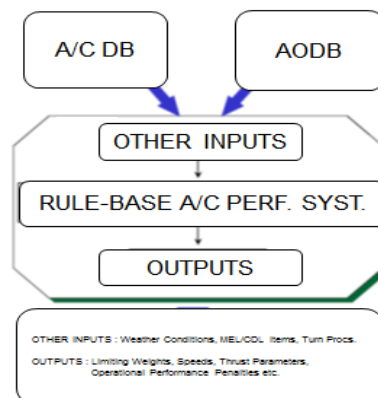 A/C DB
AODB
OTHER INPUTS
RULE-BASE A/C PERF. SYST.
OUTPUTS
OTHER INPUTS : Weather Conditions, MEL/CDL Items, Turn Procs.
OUTPUTS : Limiting Weights, Speeds, Thrust Parameters,
Operational Performance Penalties etc.